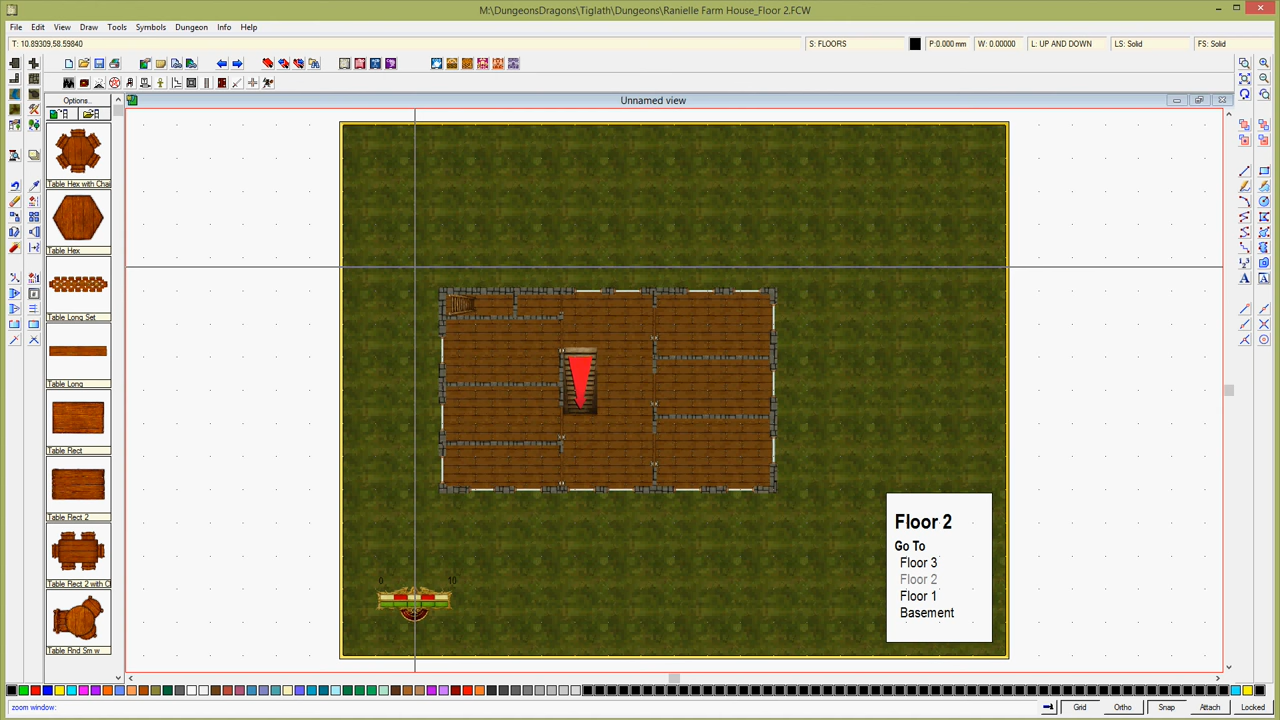 M:\DungeonsDragons\Tiglath\Dungeons\Ranielle Farm House_Floor 2.FCW
File Edit View Draw Tools Symbols Dungeon Info Help
T: 10.89309,58.59840 S: FLOORS P:0.000 mm W: 0.00000 L: UP AND DOWN LS: Solid FS: Solid
Options..
Unnamed view
Table Hex with Chai
Table Hex
Table Long Set
Table Long
Table Rect
Table Rect 2
Table Rect 2 with C
Table Rnd Sm w
0 10
Floor 2
Go To
Floor 3
Floor 2
Floor 1
Basement
zoom window:
Grid Ortho Snap Attach Locked